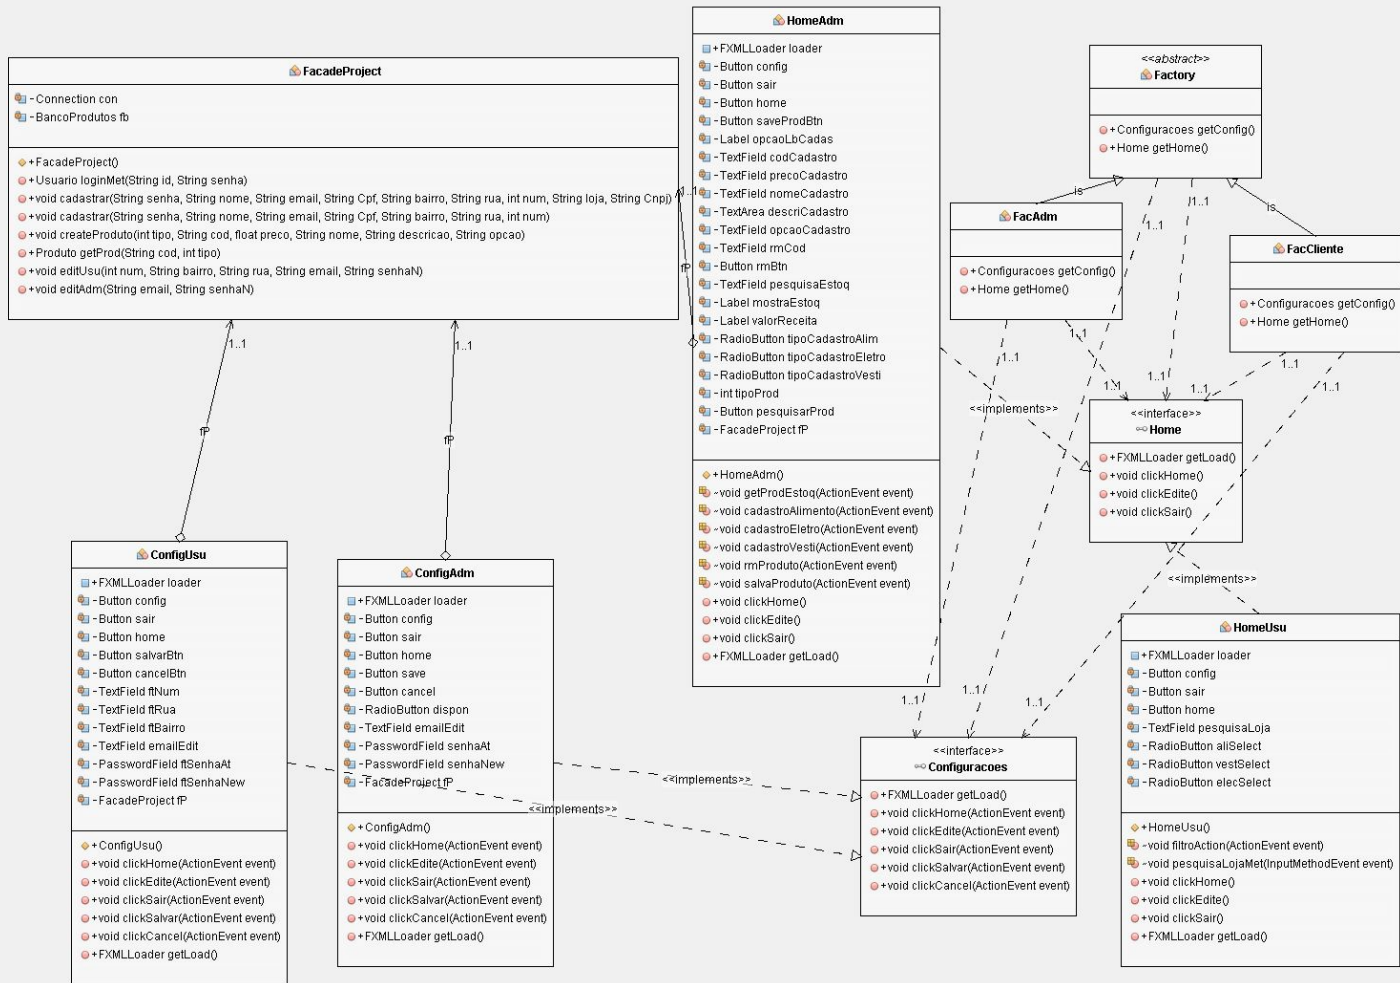 FacadeProject
-Connection con
-BancoProdutos fb
+FacadeProject()
+Usuario loginMet(String id, String senha)
+void cadastrar(String senha, String nome, String email, String Cpf, String bairro, String rua, int num, String loja, String Cnpj)
+void cadastrar(String senha, String nome, String email, String Cpf, String bairro, String rua, int num)
+void createProduto(int tipo, String cod, float preco, String nome, String descricao, String opcao)
+Produto getProd(String cod, int tipo)
+void editUsu(int num, String bairro, String rua, String email, String senhaN)
+void editAdm(String email, String senhaN)
1..1
fP
1..1
fP
1..1
fP
HomeAdm
+FXMLLoader loader
-Button config
-Button sair
-Button home
-Button saveProdBtn
-Label opcaoLbCadas
-TextField codCadastro
-TextField precoCadastro
-TextField nomeCadastro
-TextArea descriCadastro
-TextField opcaoCadastro
-TextField rmCod
-Button rmBtn
-TextField pesquisaEstoq
-Label mostraEstoq
-Label valorReceita
-RadioButton tipoCadastroAlim
-RadioButton tipoCadastroEletro
-RadioButton tipoCadastroVesti
-int tipoProd
-Button pesquisarProd
-FacadeProject fP
+HomeAdm()
~void getProdEstoq(ActionEvent event)
~void cadastroAlimento(ActionEvent event)
~void cadastroEletro(ActionEvent event)
~void cadastroVesti(ActionEvent event)
~void rmProduto(ActionEvent event)
~void salvaProduto(ActionEvent event)
+void clickHome()
+void clickEdite()
+void clickSair()
+FXMLLoader getLoad()
<<abstract>>
Factory
+Configuracoes getConfig()
+Home getHome()
is
is
1..1
1..1
FacAdm
+Configuracoes getConfig()
+Home getHome()
FacCliente
+Configuracoes getConfig()
+Home getHome()
1..1
1..1
1..1
1..1
1..1
1..1
1..1
<<implements>>
<<interface>>
Home
+FXMLLoader getLoad()
+void clickHome()
+void clickEdite()
+void clickSair()
<<implements>>
HomeUsu
+FXMLLoader loader
-Button config
-Button sair
-Button home
-TextField pesquisaLoja
-RadioButton aliSelect
-RadioButton vestSelect
-RadioButton elecSelect
+HomeUsu()
~void filtroAction(ActionEvent event)
~void pesquisaLojaMet(InputMethodEvent event)
+void clickHome()
+void clickEdite()
+void clickSair()
+FXMLLoader getLoad()
ConfigUsu
+FXMLLoader loader
-Button config
-Button sair
-Button home
-Button salvarBtn
-Button cancelBtn
-TextField ftNum
-TextField ftRua
-TextField ftBairro
-TextField emailEdit
-PasswordField ftSenhaAt
-PasswordField ftSenhaNew
-FacadeProject fP
+ConfigUsu()
+void clickHome(ActionEvent event)
+void clickEdite(ActionEvent event)
+void clickSair(ActionEvent event)
+void clickSalvar(ActionEvent event)
+void clickCancel(ActionEvent event)
+FXMLLoader getLoad()
ConfigAdm
+FXMLLoader loader
-Button config
-Button sair
-Button home
-Button save
-Button cancel
-RadioButton dispon
-TextField emailEdit
-PasswordField senhaAt
-PasswordField senhaNew
-FacadeProject fP
+ConfigAdm()
+void clickHome(ActionEvent event)
+void clickEdite(ActionEvent event)
+void clickSair(ActionEvent event)
+void clickSalvar(ActionEvent event)
+void clickCancel(ActionEvent event)
+FXMLLoader getLoad()
<<implements>>
<<implements>>
1..1
1..1
1..1
<<interface>>
Configuracoes
+FXMLLoader getLoad()
+void clickHome(ActionEvent event)
+void clickEdite(ActionEvent event)
+void clickSair(ActionEvent event)
+void clickSalvar(ActionEvent event)
+void clickCancel(ActionEvent event)